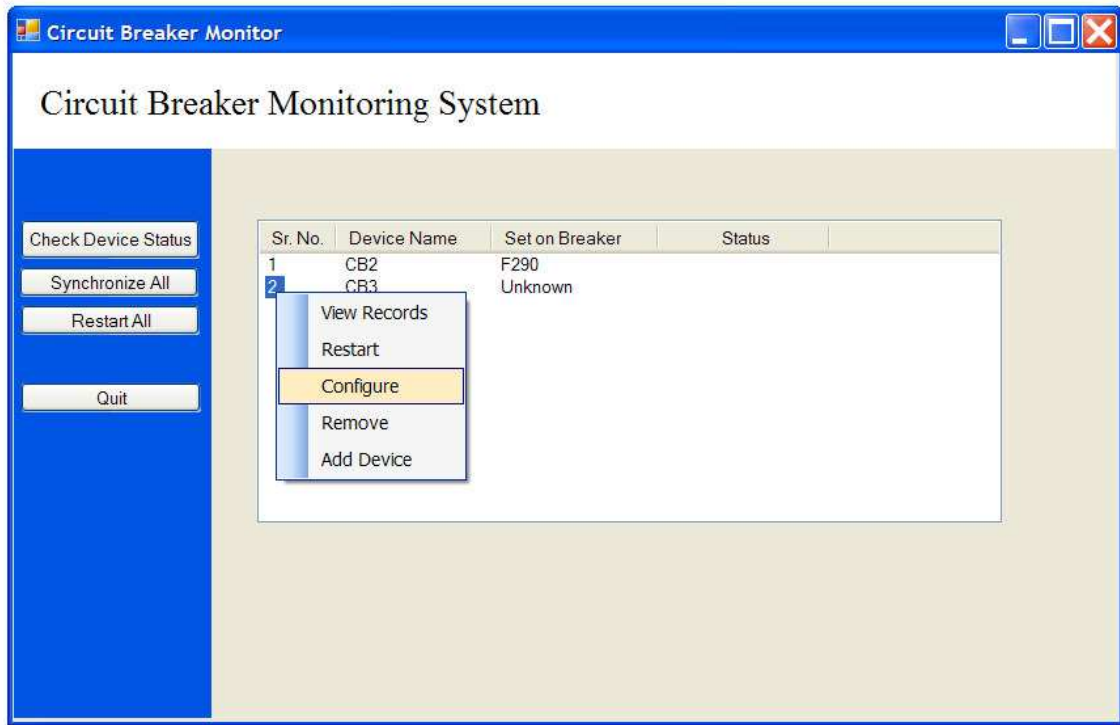 Circuit Breaker Monitor
Circuit Breaker Monitoring System
Check Device Status
Synchronize All
Restart All
Quit
Sr. No. Device Name Set on Breaker Status
1 CB2 F290
2 CB3 Unknown
View Records
Restart
Configure
Remove
Add Device